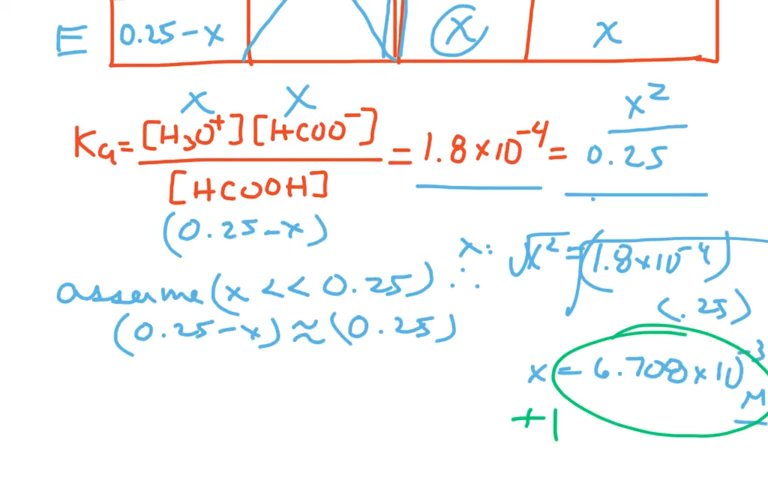 E 0.25-x x x
x x x²
Ka = [H₃O⁺][HCOO⁻] = 1.8×10⁻⁴ = 0.25
[HCOOH]
(0.25-x)
x: √x² = √(1.8×10⁻⁴)
assume (x << 0.25) ∴ (.25)
(0.25-x) ≈ (0.25)
x = 6.708×10⁻³
M
+1